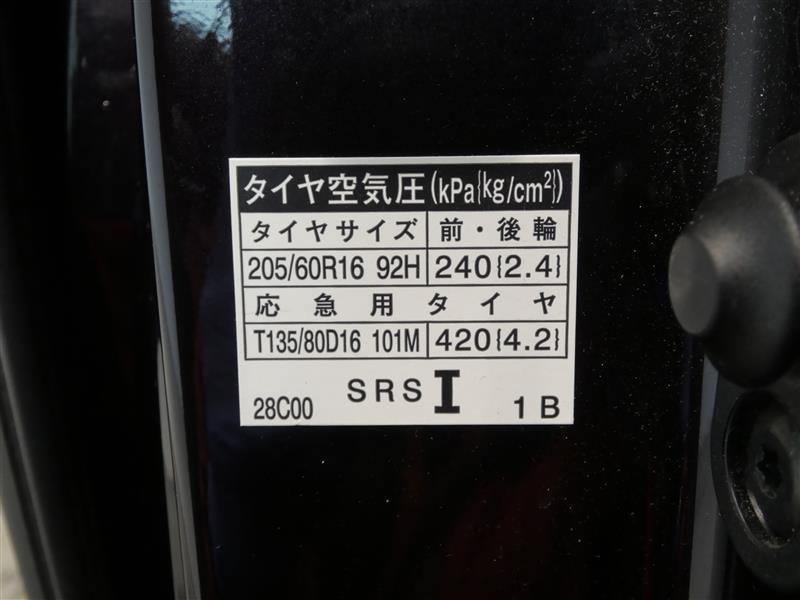 タイヤ空気圧(kPa{kg/cm²})
タイヤサイズ 前・後輪
205/60R16 92H 240{2.4}
応急用タイヤ
T135/80D16 101M 420{4.2}
28C00 SRS I 1B